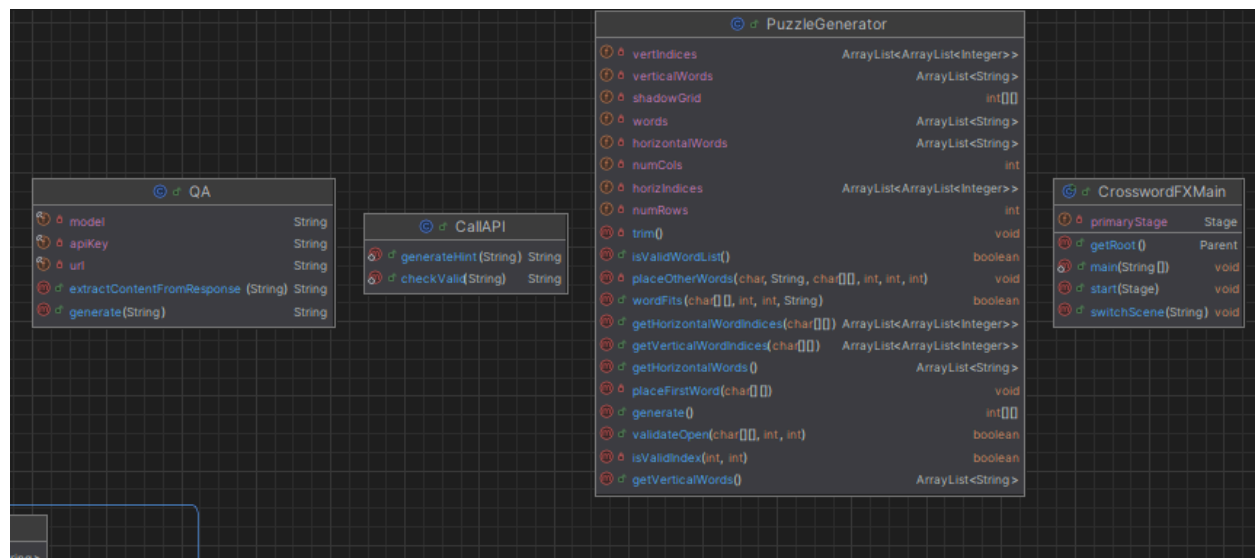 QA
model String
apiKey String
url String
extractContentFromResponse (String) String
generate(String) String
CallAPI
generateHint(String) String
checkValid(String) String
PuzzleGenerator
vertIndices ArrayList<ArrayList<Integer>>
verticalWords ArrayList<String>
shadowGrid int[][]
words ArrayList<String>
horizontalWords ArrayList<String>
numCols int
horizIndices ArrayList<ArrayList<Integer>>
numRows int
trim() void
isValidWordList() boolean
placeOtherWords(char, String, char[][], int, int, int) void
wordFits(char[][], int, int, String) boolean
getHorizontalWordIndices(char[][]) ArrayList<ArrayList<Integer>>
getVerticalWordIndices(char[][]) ArrayList<ArrayList<Integer>>
getHorizontalWords() ArrayList<String>
placeFirstWord(char[][]) void
generate() int[][]
validateOpen(char[][], int, int) boolean
isValidIndex(int, int) boolean
getVerticalWords() ArrayList<String>
CrosswordFXMain
primaryStage Stage
getRoot() Parent
main(String[]) void
start(Stage) void
switchScene(String) void